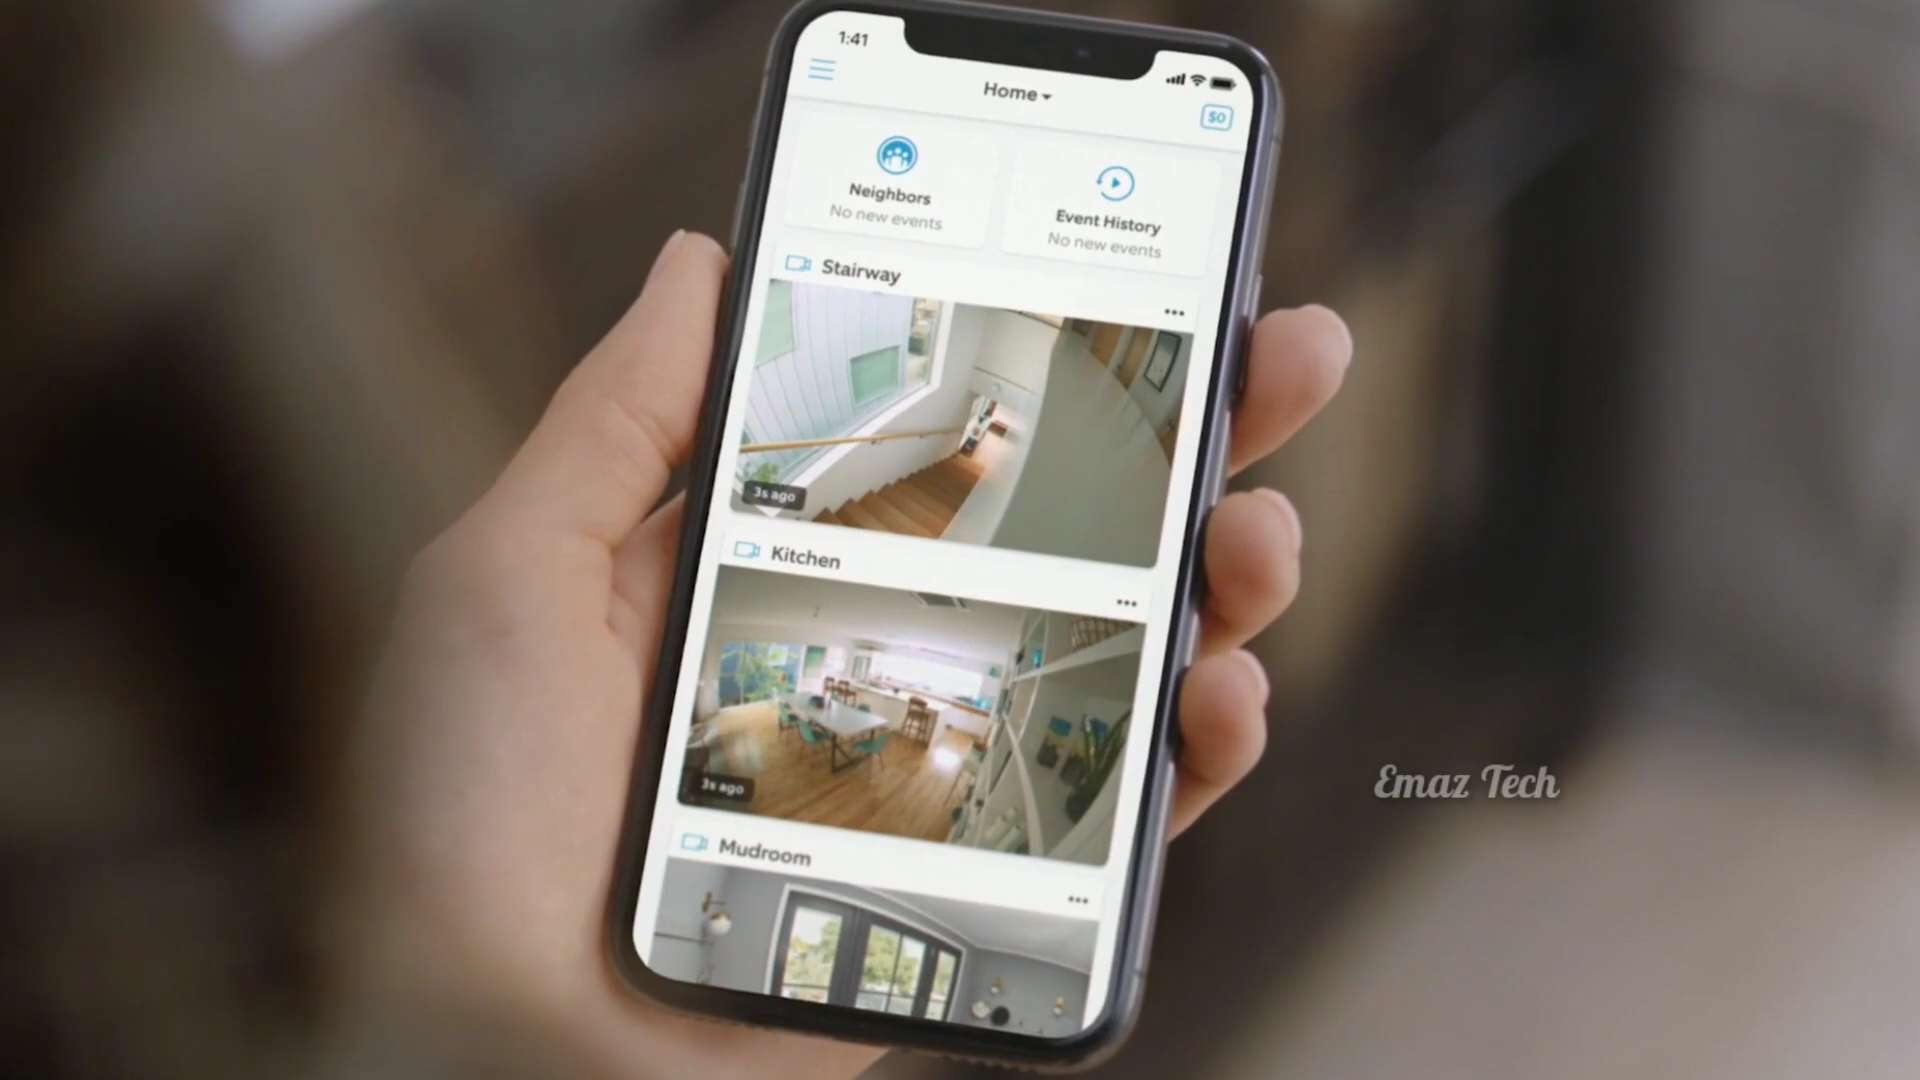 1:41
Home
$0
Neighbors
No new events
Event History
No new events
Stairway
3s ago
Kitchen
3s ago
Mudroom
Emaz Tech